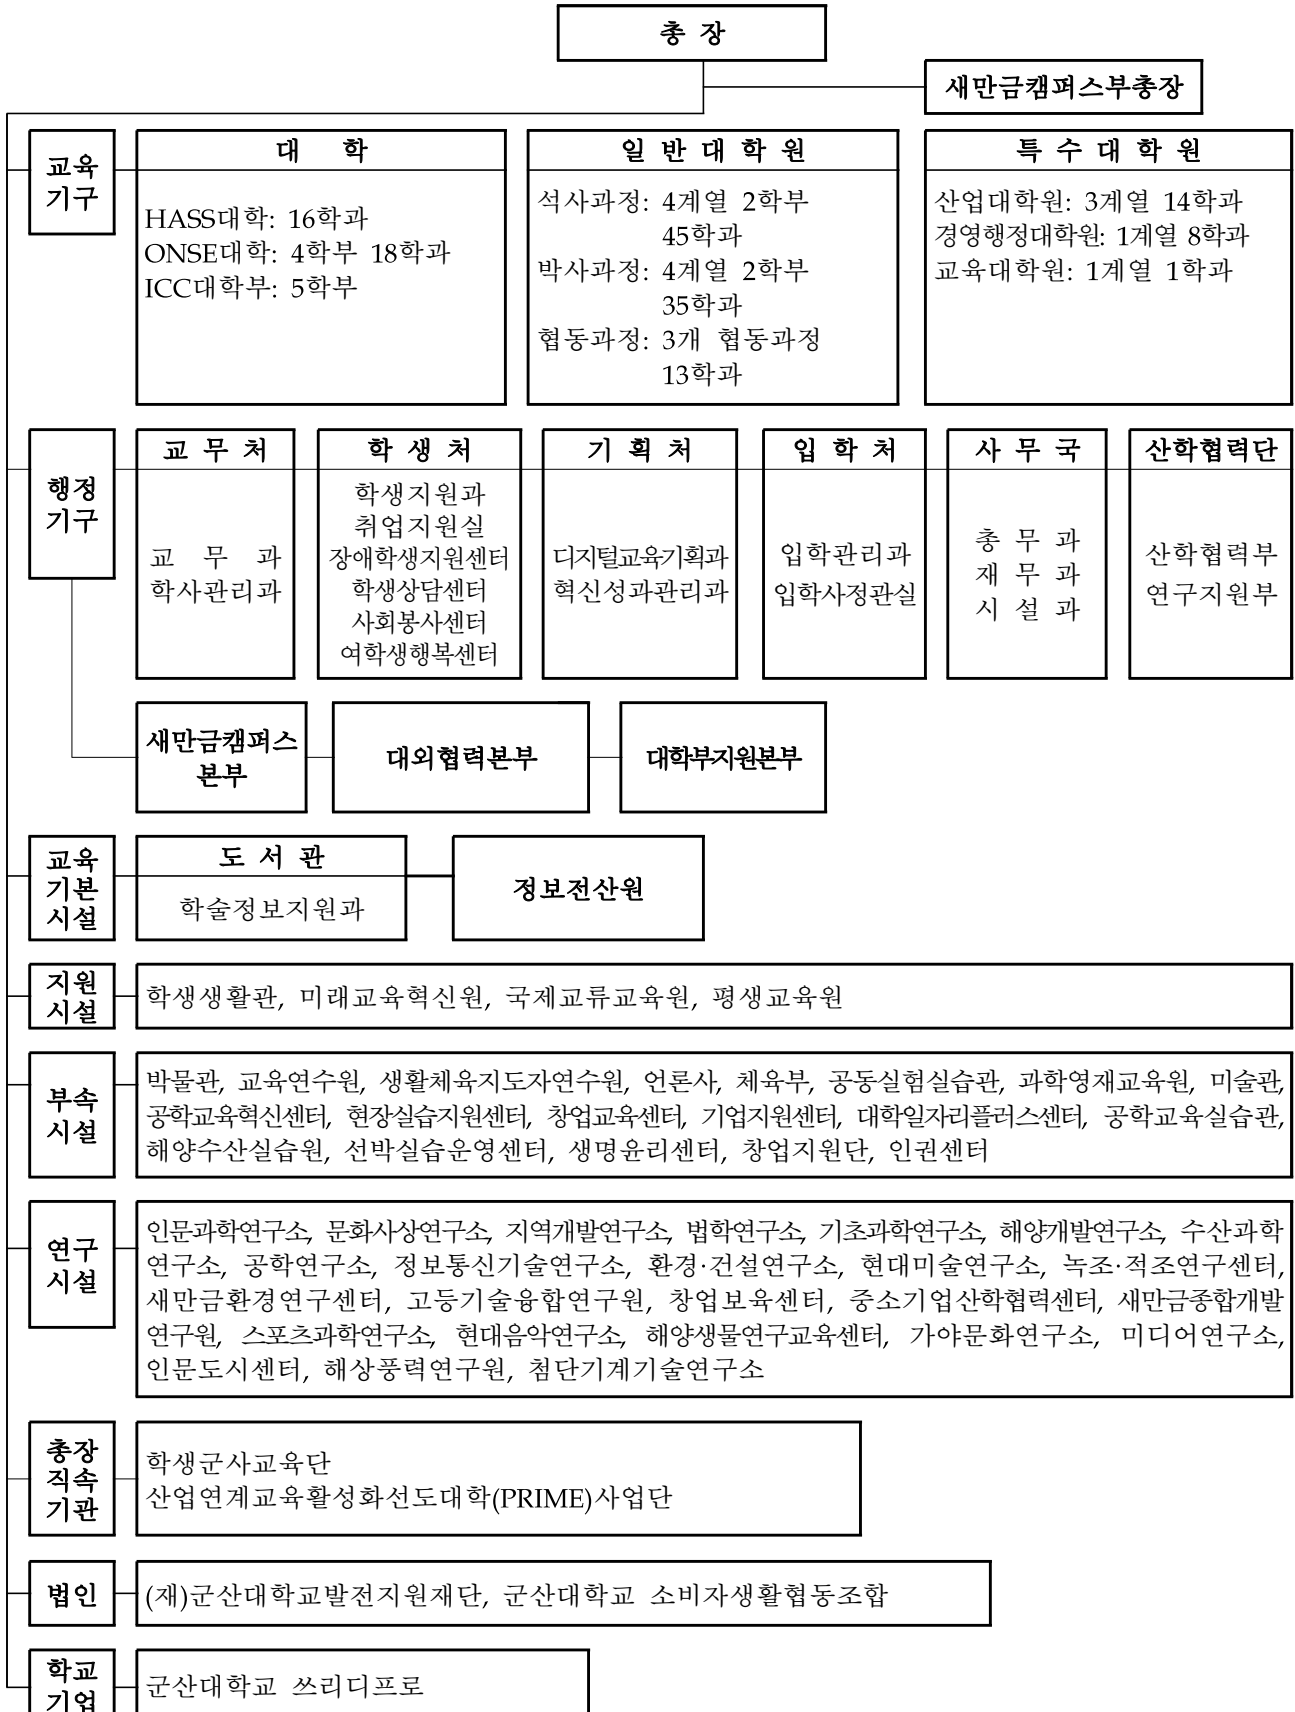 총 장
새만금캠퍼스부총장
교육
기구
대 학
HASS대학: 16학과
ONSE대학: 4학부 18학과
ICC대학부: 5학부
일 반 대 학 원
석사과정: 4계열 2학부
45학과
박사과정: 4계열 2학부
35학과
협동과정: 3개 협동과정
13학과
특 수 대 학 원
산업대학원: 3계열 14학과
경영행정대학원: 1계열 8학과
교육대학원: 1계열 1학과
행정
기구
교 무 처
교 무 과
학사관리과
학 생 처
학생지원과
취업지원실
장애학생지원센터
학생상담센터
사회봉사센터
여학생행복센터
기 획 처
디지털교육기획과
혁신성과관리과
입 학 처
입학관리과
입학사정관실
사 무 국
총 무 과
재 무 과
시 설 과
산학협력단
산학협력부
연구지원부
새만금캠퍼스
본부
대외협력본부
대학부지원본부
교육
기본
시설
도 서 관
학술정보지원과
정보전산원
지원
시설
학생생활관, 미래교육혁신원, 국제교류교육원, 평생교육원
부속
시설
박물관, 교육연수원, 생활체육지도자연수원, 언론사, 체육부, 공동실험실습관, 과학영재교육원, 미술관,
공학교육혁신센터, 현장실습지원센터, 창업교육센터, 기업지원센터, 대학일자리플러스센터, 공학교육실습관,
해양수산실습원, 선박실습운영센터, 생명윤리센터, 창업지원단, 인권센터
연구
시설
인문과학연구소, 문화사상연구소, 지역개발연구소, 법학연구소, 기초과학연구소, 해양개발연구소, 수산과학
연구소, 공학연구소, 정보통신기술연구소, 환경·건설연구소, 현대미술연구소, 녹조·적조연구센터,
새만금환경연구센터, 고등기술융합연구원, 창업보육센터, 중소기업산학협력센터, 새만금종합개발
연구원, 스포츠과학연구소, 현대음악연구소, 해양생물연구교육센터, 가야문화연구소, 미디어연구소,
인문도시센터, 해상풍력연구원, 첨단기계기술연구소
총장
직속
기관
학생군사교육단
산업연계교육활성화선도대학(PRIME)사업단
법인
(재)군산대학교발전지원재단, 군산대학교 소비자생활협동조합
학교
기업
군산대학교 쓰리디프로